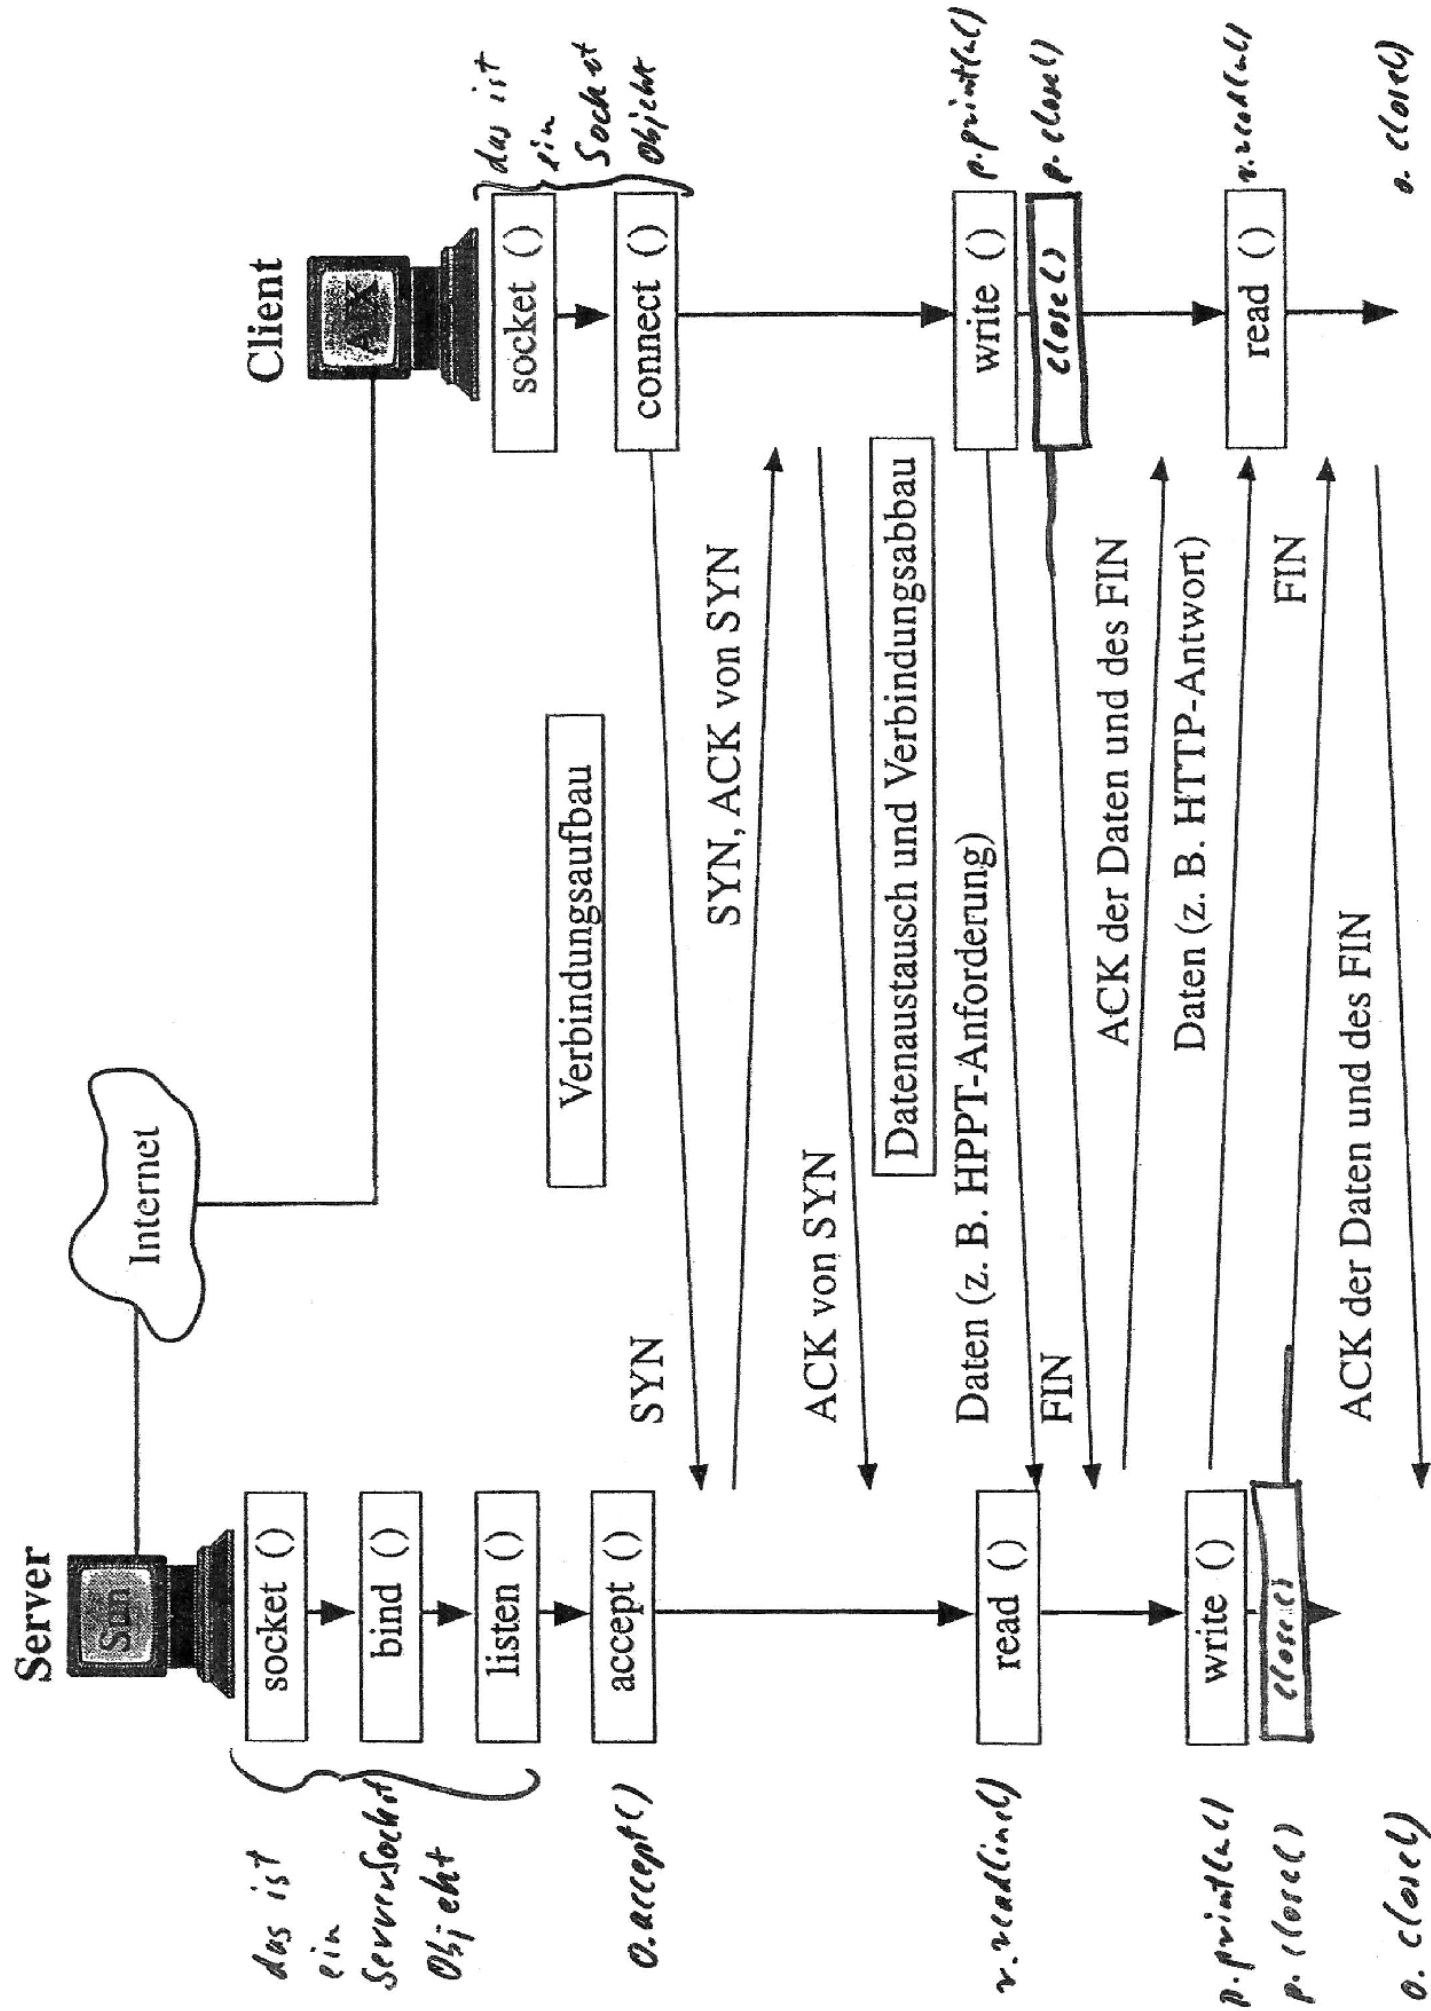 Server
Client
Sun
AIX
Internet
das ist
ein
Socket
Objekt
socket ()
socket ()
das ist
ein
ServerSocket
Objekt
bind ()
connect ()
listen ()
Verbindungsaufbau
accept ()
o.accept()
SYN
SYN, ACK von SYN
ACK von SYN
Datenaustausch und Verbindungsabbau
write ()
p.println()
Daten (z. B. HPPT-Anforderung)
read ()
r.readline()
close()
p.close()
FIN
ACK der Daten und des FIN
Daten (z. B. HTTP-Antwort)
write ()
p.println()
read ()
close()
p.close()
FIN
ACK der Daten und des FIN
o.close()
o.close()